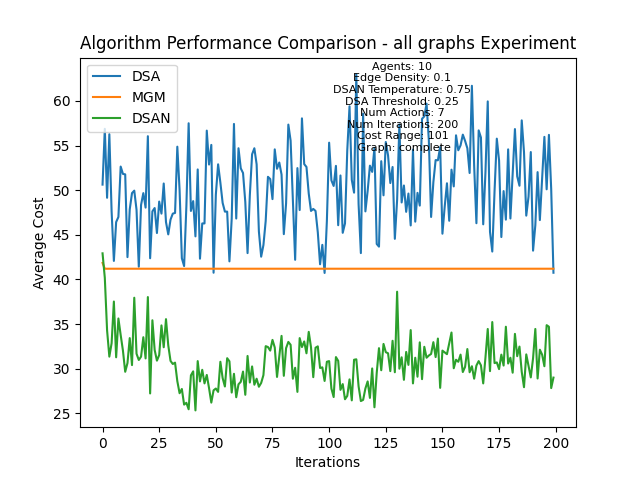 Algorithm Performance Comparison - all graphs Experiment
DSA
MGM
DSAN
Agents: 10
Edge Density: 0.1
DSAN Temperature: 0.75
DSA Threshold: 0.25
Num Actions: 7
Num Iterations: 200
Cost Range: 101
Graph: complete
Average Cost
60
55
50
45
40
35
30
25
0
25
50
75
100
125
150
175
200
Iterations